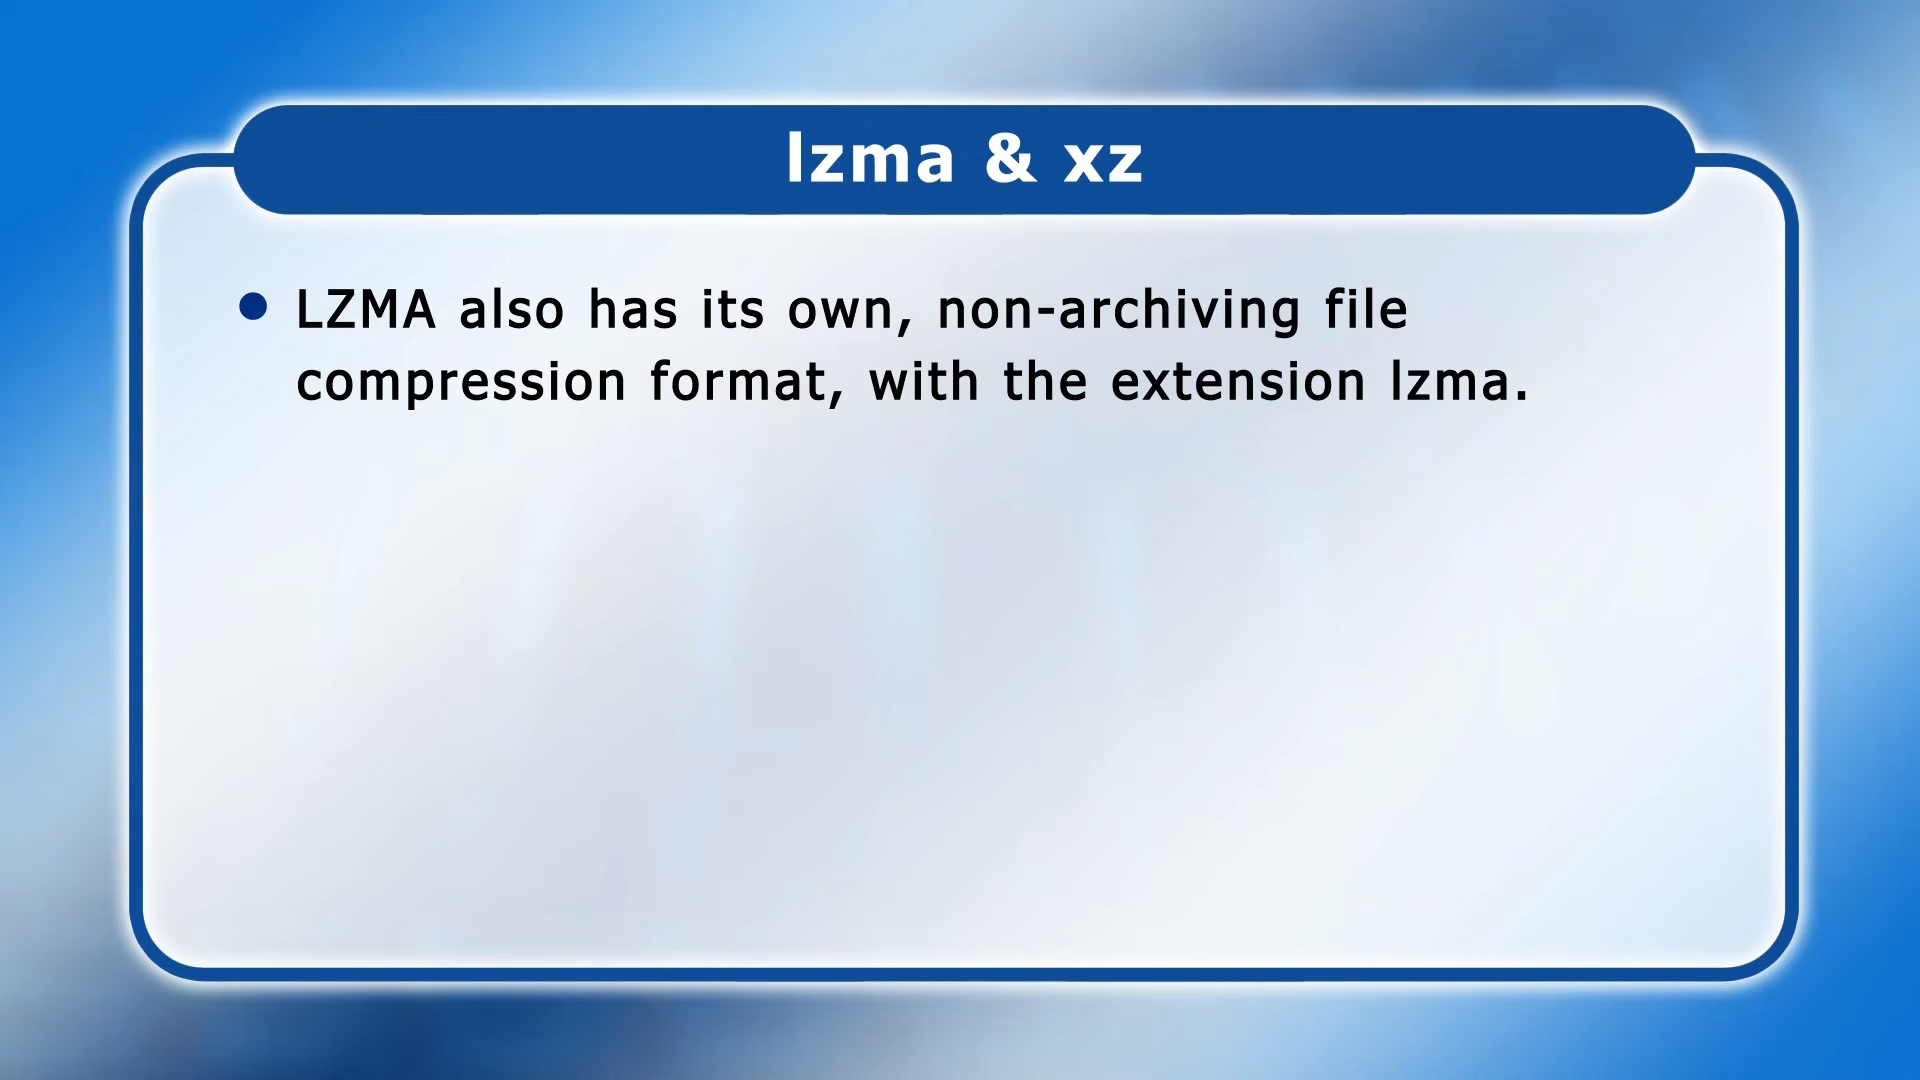 lzma & xz
LZMA also has its own, non-archiving file
compression format, with the extension lzma.